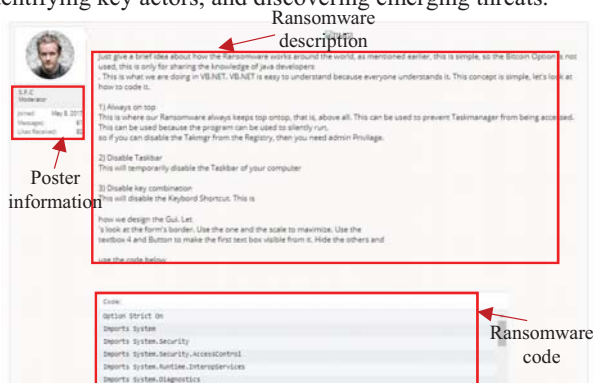 entifying key actors, and discovering emerging threats.
Ransomware
description
Just give a brief idea about how the Ransomware works around the world, as mentioned earlier, this is simple, so the Bitcoin Option is not
used, this is only for sharing the knowledge of java developers
. This is what we are doing in VB.NET. VB.NET is easy to understand because everyone understands it. This concept is simple, let's look at
how to code it.
1) Always on top
This is where our Ransomware always keeps top ontop, that is, above all. This can be used to prevent Taskmanager from being accessed.
This can be used because the program can be used to silently run,
so if you can disable the Takmgr from the Registry, then you need admin Privilage.
2) Disable Taskbar
This will temporarily disable the Taskbar of your computer
3) Disable key combination
This will disable the Keybord Shortcut. This is
how we design the Gui. Let
's look at the form's border. Use the one and the scale to maximize. Use the
textbox 4 and Button to make the first text box visible from it. Hide the others and
use the code below
S.P.C
Moderator
Joined: May 8, 2017
Messages: 61
Likes Received: 82
Poster
information
Code:
Option Strict On
Imports System
Imports System.Security
Imports System.Security.AccessControl
Imports System.Runtime.InteropServices
Imports System.Diagnostics
Ransomware
code